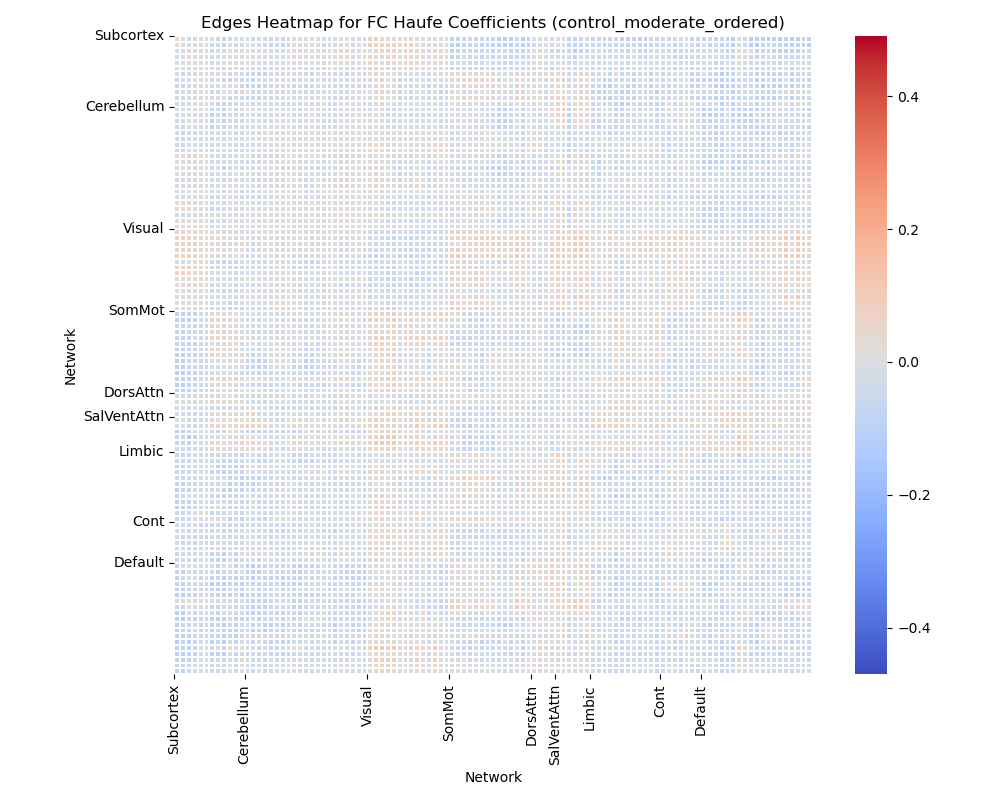 Edges Heatmap for FC Haufe Coefficients (control_moderate_ordered)
Subcortex
Cerebellum
Visual
SomMot
DorsAttn
SalVentAttn
Limbic
Cont
Default
Network
Subcortex
Cerebellum
Visual
SomMot
DorsAttn
SalVentAttn
Limbic
Cont
Default
Network
0.4
0.2
0.0
−0.2
−0.4